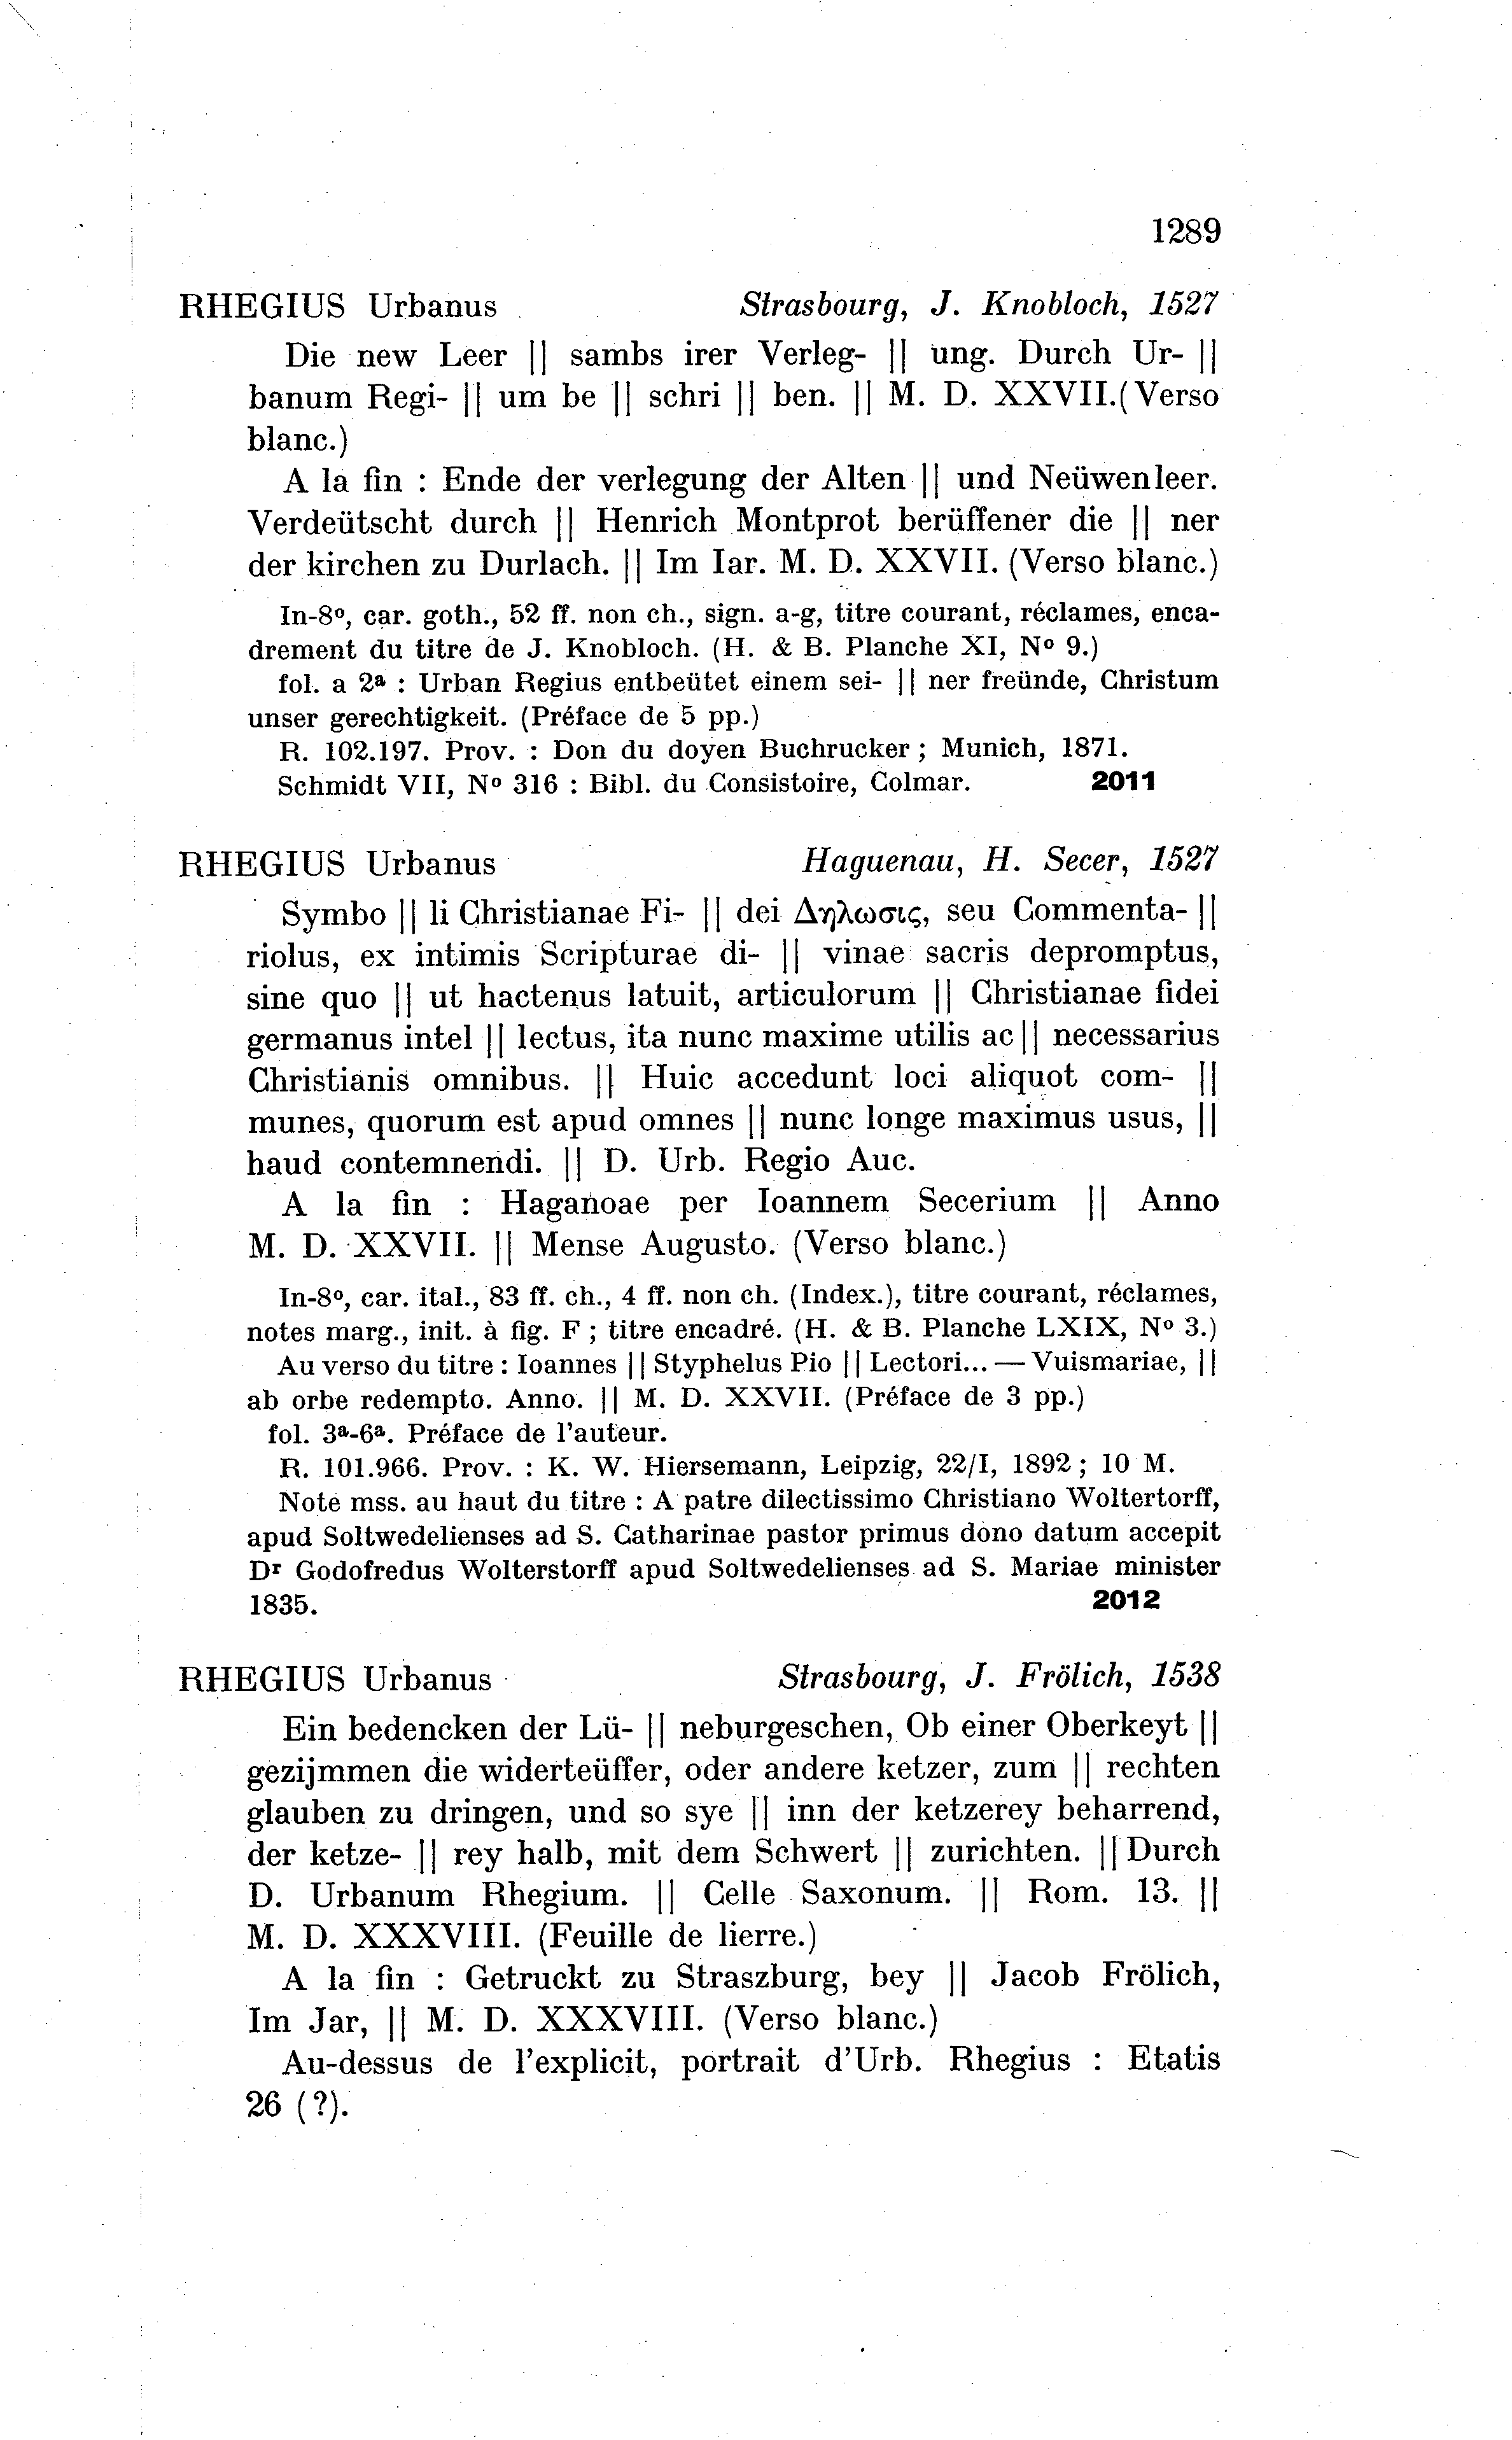 1289
RHEGIUS Urbanus Strasbourg, J. Knobloch, 1527
Die new Leer || sambs irer Verleg- || ung. Durch Ur- ||
banum Regi- || um be || schri || ben. || M. D. XXVII.(Verso
blanc.)
A la fin : Ende der verlegung der Alten || und Neüwenleer.
Verdeütscht durch || Henrich Montprot berüffener die || ner
der kirchen zu Durlach. || Im Iar. M. D. XXVII. (Verso blanc.)
In-8º, car. goth., 52 ff. non ch., sign. a-g, titre courant, réclames, enca-
drement du titre de J. Knobloch. (H. & B. Planche XI, Nº 9.)
fol. a 2ª : Urban Regius entbeütet einem sei- || ner freünde, Christum
unser gerechtigkeit. (Préface de 5 pp.)
R. 102.197. Prov. : Don du doyen Buchrucker ; Munich, 1871.
Schmidt VII, Nº 316 : Bibl. du Consistoire, Colmar. 2011
RHEGIUS Urbanus Haguenau, H. Secer, 1527
Symbo || li Christianae Fi- || dei Δηλωσις, seu Commenta- ||
riolus, ex intimis Scripturae di- || vinae sacris depromptus,
sine quo || ut hactenus latuit, articulorum || Christianae fidei
germanus intel || lectus, ita nunc maxime utilis ac || necessarius
Christianis omnibus. || Huic accedunt loci aliquot com- ||
munes, quorum est apud omnes || nunc longe maximus usus, ||
haud contemnendi. || D. Urb. Regio Auc.
A la fin : Haganoae per Ioannem Secerium || Anno
M. D. XXVII. || Mense Augusto. (Verso blanc.)
In-8º, car. ital., 83 ff. ch., 4 ff. non ch. (Index.), titre courant, réclames,
notes marg., init. à fig. F ; titre encadré. (H. & B. Planche LXIX, Nº 3.)
Au verso du titre : Ioannes || Styphelus Pio || Lectori... — Vuismariae, ||
ab orbe redempto. Anno. || M. D. XXVII. (Préface de 3 pp.)
fol. 3ª-6ª. Préface de l'auteur.
R. 101.966. Prov. : K. W. Hiersemann, Leipzig, 22/I, 1892 ; 10 M.
Note mss. au haut du titre : A patre dilectissimo Christiano Woltertorff,
apud Soltwedelienses ad S. Catharinae pastor primus dono datum accepit
Dʳ Godofredus Wolterstorff apud Soltwedelienses ad S. Mariae minister
1835. 2012
RHEGIUS Urbanus Strasbourg, J. Frölich, 1538
Ein bedencken der Lü- || neburgeschen, Ob einer Oberkeyt ||
gezijmmen die widerteüffer, oder andere ketzer, zum || rechten
glauben zu dringen, und so sye || inn der ketzerey beharrend,
der ketze- || rey halb, mit dem Schwert || zurichten. || Durch
D. Urbanum Rhegium. || Celle Saxonum. || Rom. 13. ||
M. D. XXXVIII. (Feuille de lierre.)
A la fin : Getruckt zu Straszburg, bey || Jacob Frölich,
Im Jar, || M. D. XXXVIII. (Verso blanc.)
Au-dessus de l'explicit, portrait d'Urb. Rhegius : Etatis
26 (?).